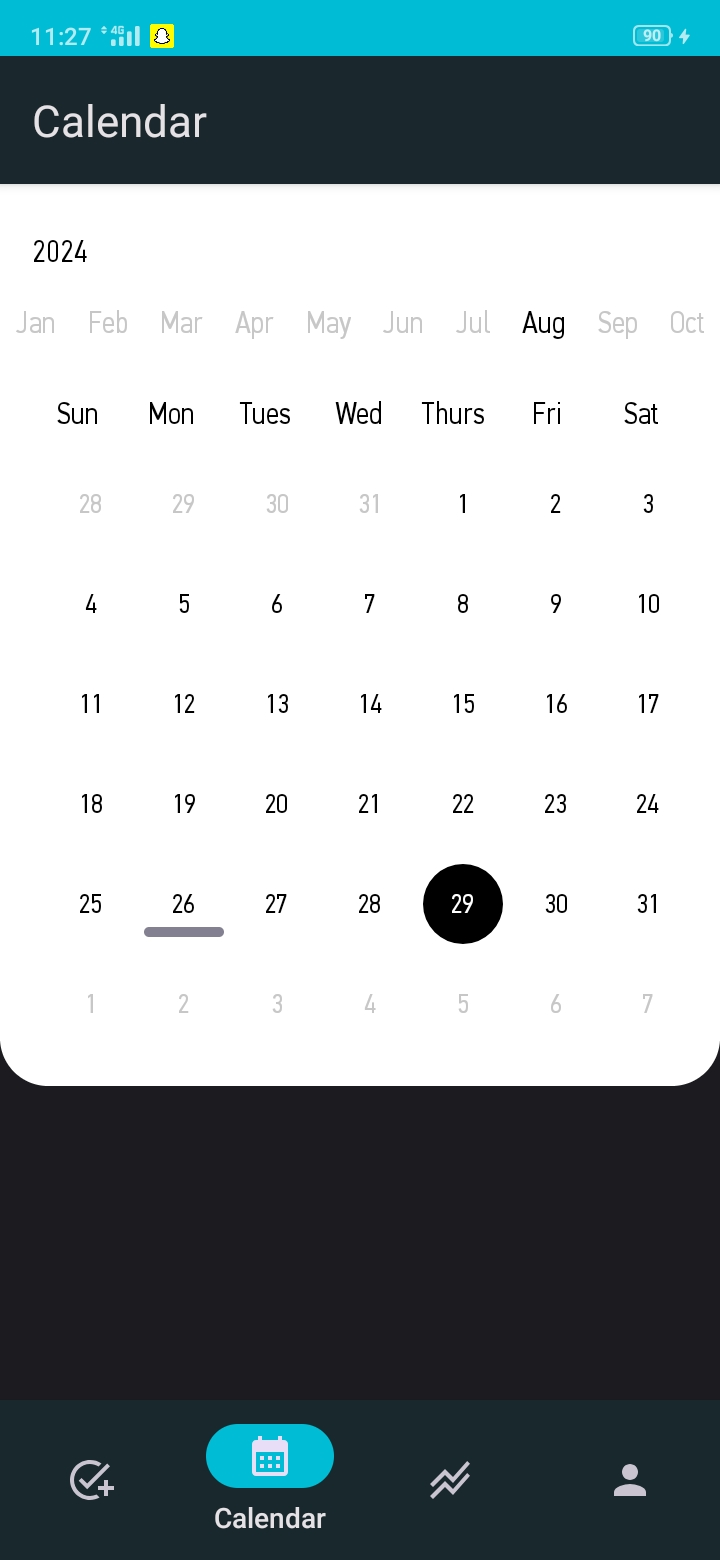 11:27 4G 90
Calendar
2024
Jan Feb Mar Apr May Jun Jul Aug Sep Oct
Sun Mon Tues Wed Thurs Fri Sat
28 29 30 31 1 2 3
4 5 6 7 8 9 10
11 12 13 14 15 16 17
18 19 20 21 22 23 24
25 26 27 28 29 30 31
1 2 3 4 5 6 7
Calendar